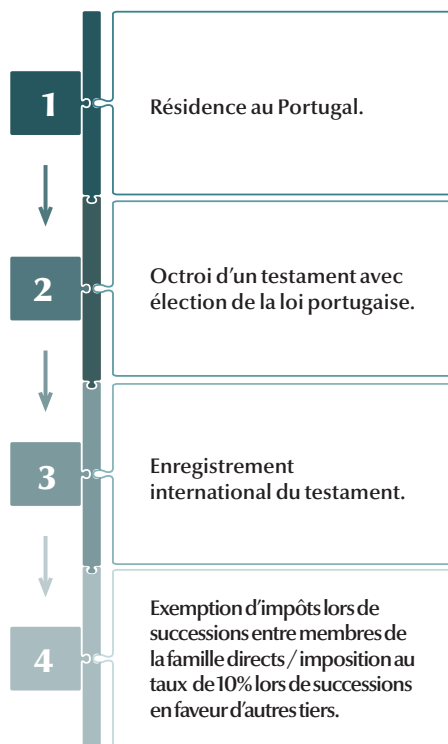 1
Résidence au Portugal.
2
Octroi d'un testament avec
élection de la loi portugaise.
3
Enregistrement
international du testament.
4
Exemption d'impôts lors de
successions entre membres de
la famille directs / imposition au
taux de 10% lors de successions
en faveur d'autres tiers.